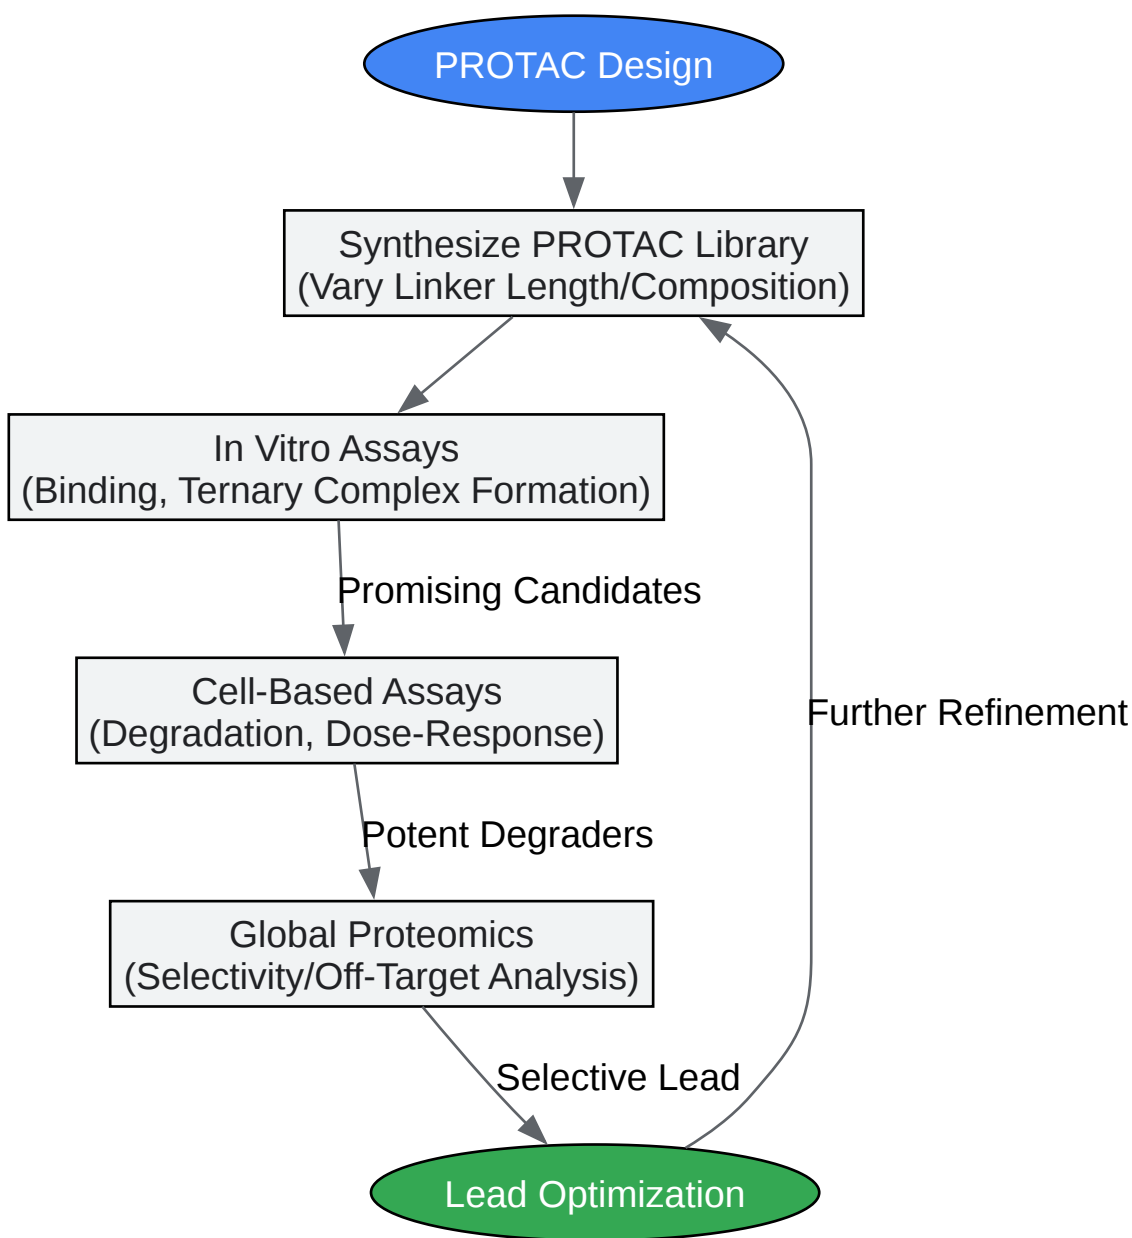 PROTAC Design
Synthesize PROTAC Library
(Vary Linker Length/Composition)
In Vitro Assays
(Binding, Ternary Complex Formation)
Promising Candidates
Cell-Based Assays
(Degradation, Dose-Response)
Further Refinement
Potent Degraders
Global Proteomics
(Selectivity/Off-Target Analysis)
Selective Lead
Lead Optimization